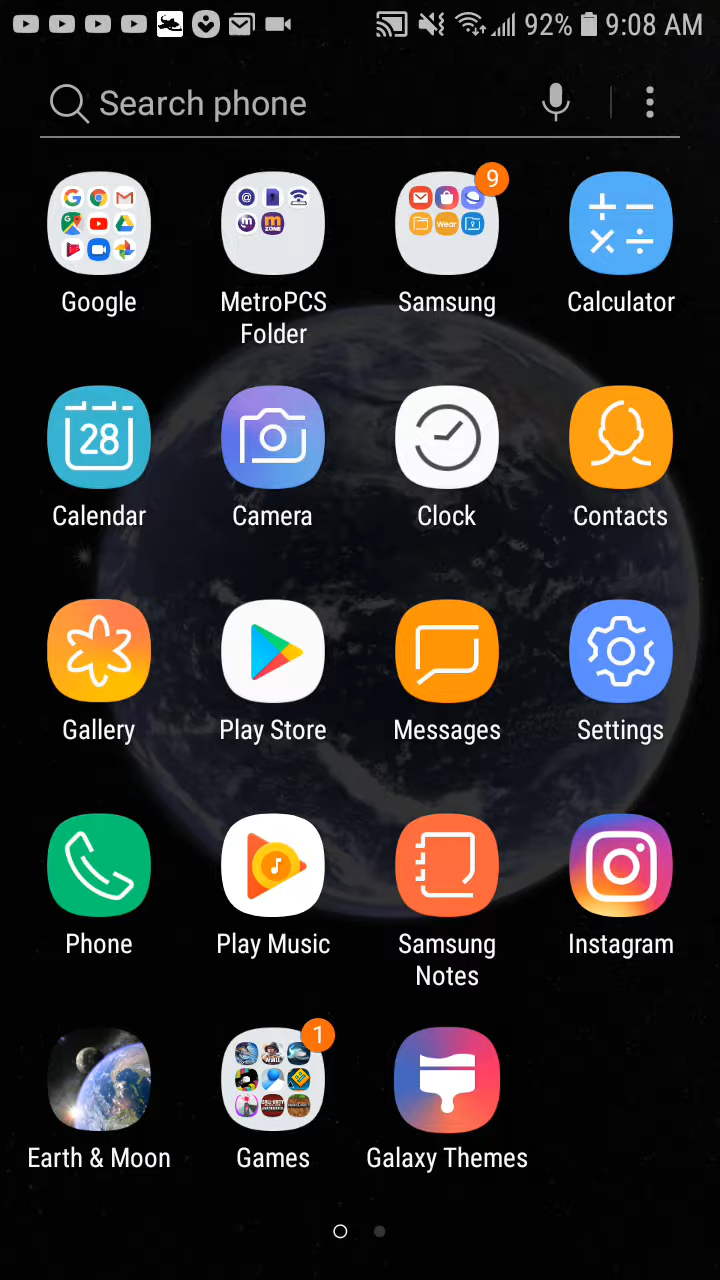 92% 9:08 AM
Search phone
9
Wear
Google MetroPCS Folder Samsung Calculator
28
Calendar Camera Clock Contacts
Gallery Play Store Messages Settings
Phone Play Music Samsung Notes Instagram
1
Earth & Moon Games Galaxy Themes